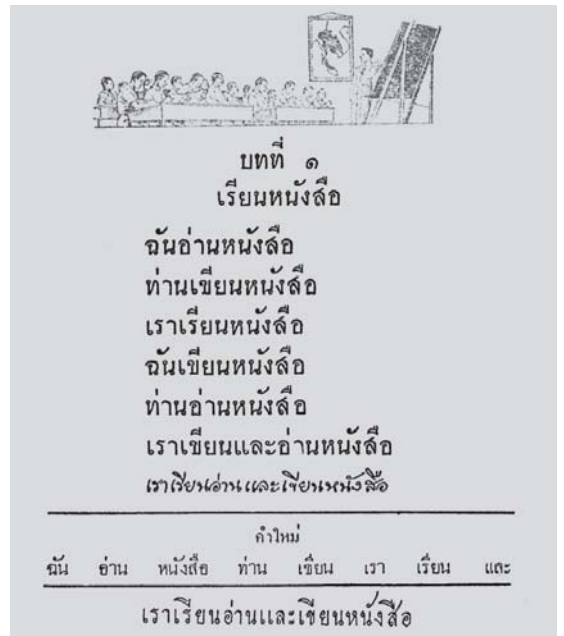 บทที่ ๑
เรียนหนังสือ
ฉันอ่านหนังสือ
ท่านเขียนหนังสือ
เราเรียนหนังสือ
ฉันเขียนหนังสือ
ท่านอ่านหนังสือ
เราเขียนและอ่านหนังสือ
เราเรียนอ่านและเขียนหนังสือ
คำใหม่
ฉัน อ่าน หนังสือ ท่าน เขียน เรา เรียน และ
เราเรียนอ่านและเขียนหนังสือ